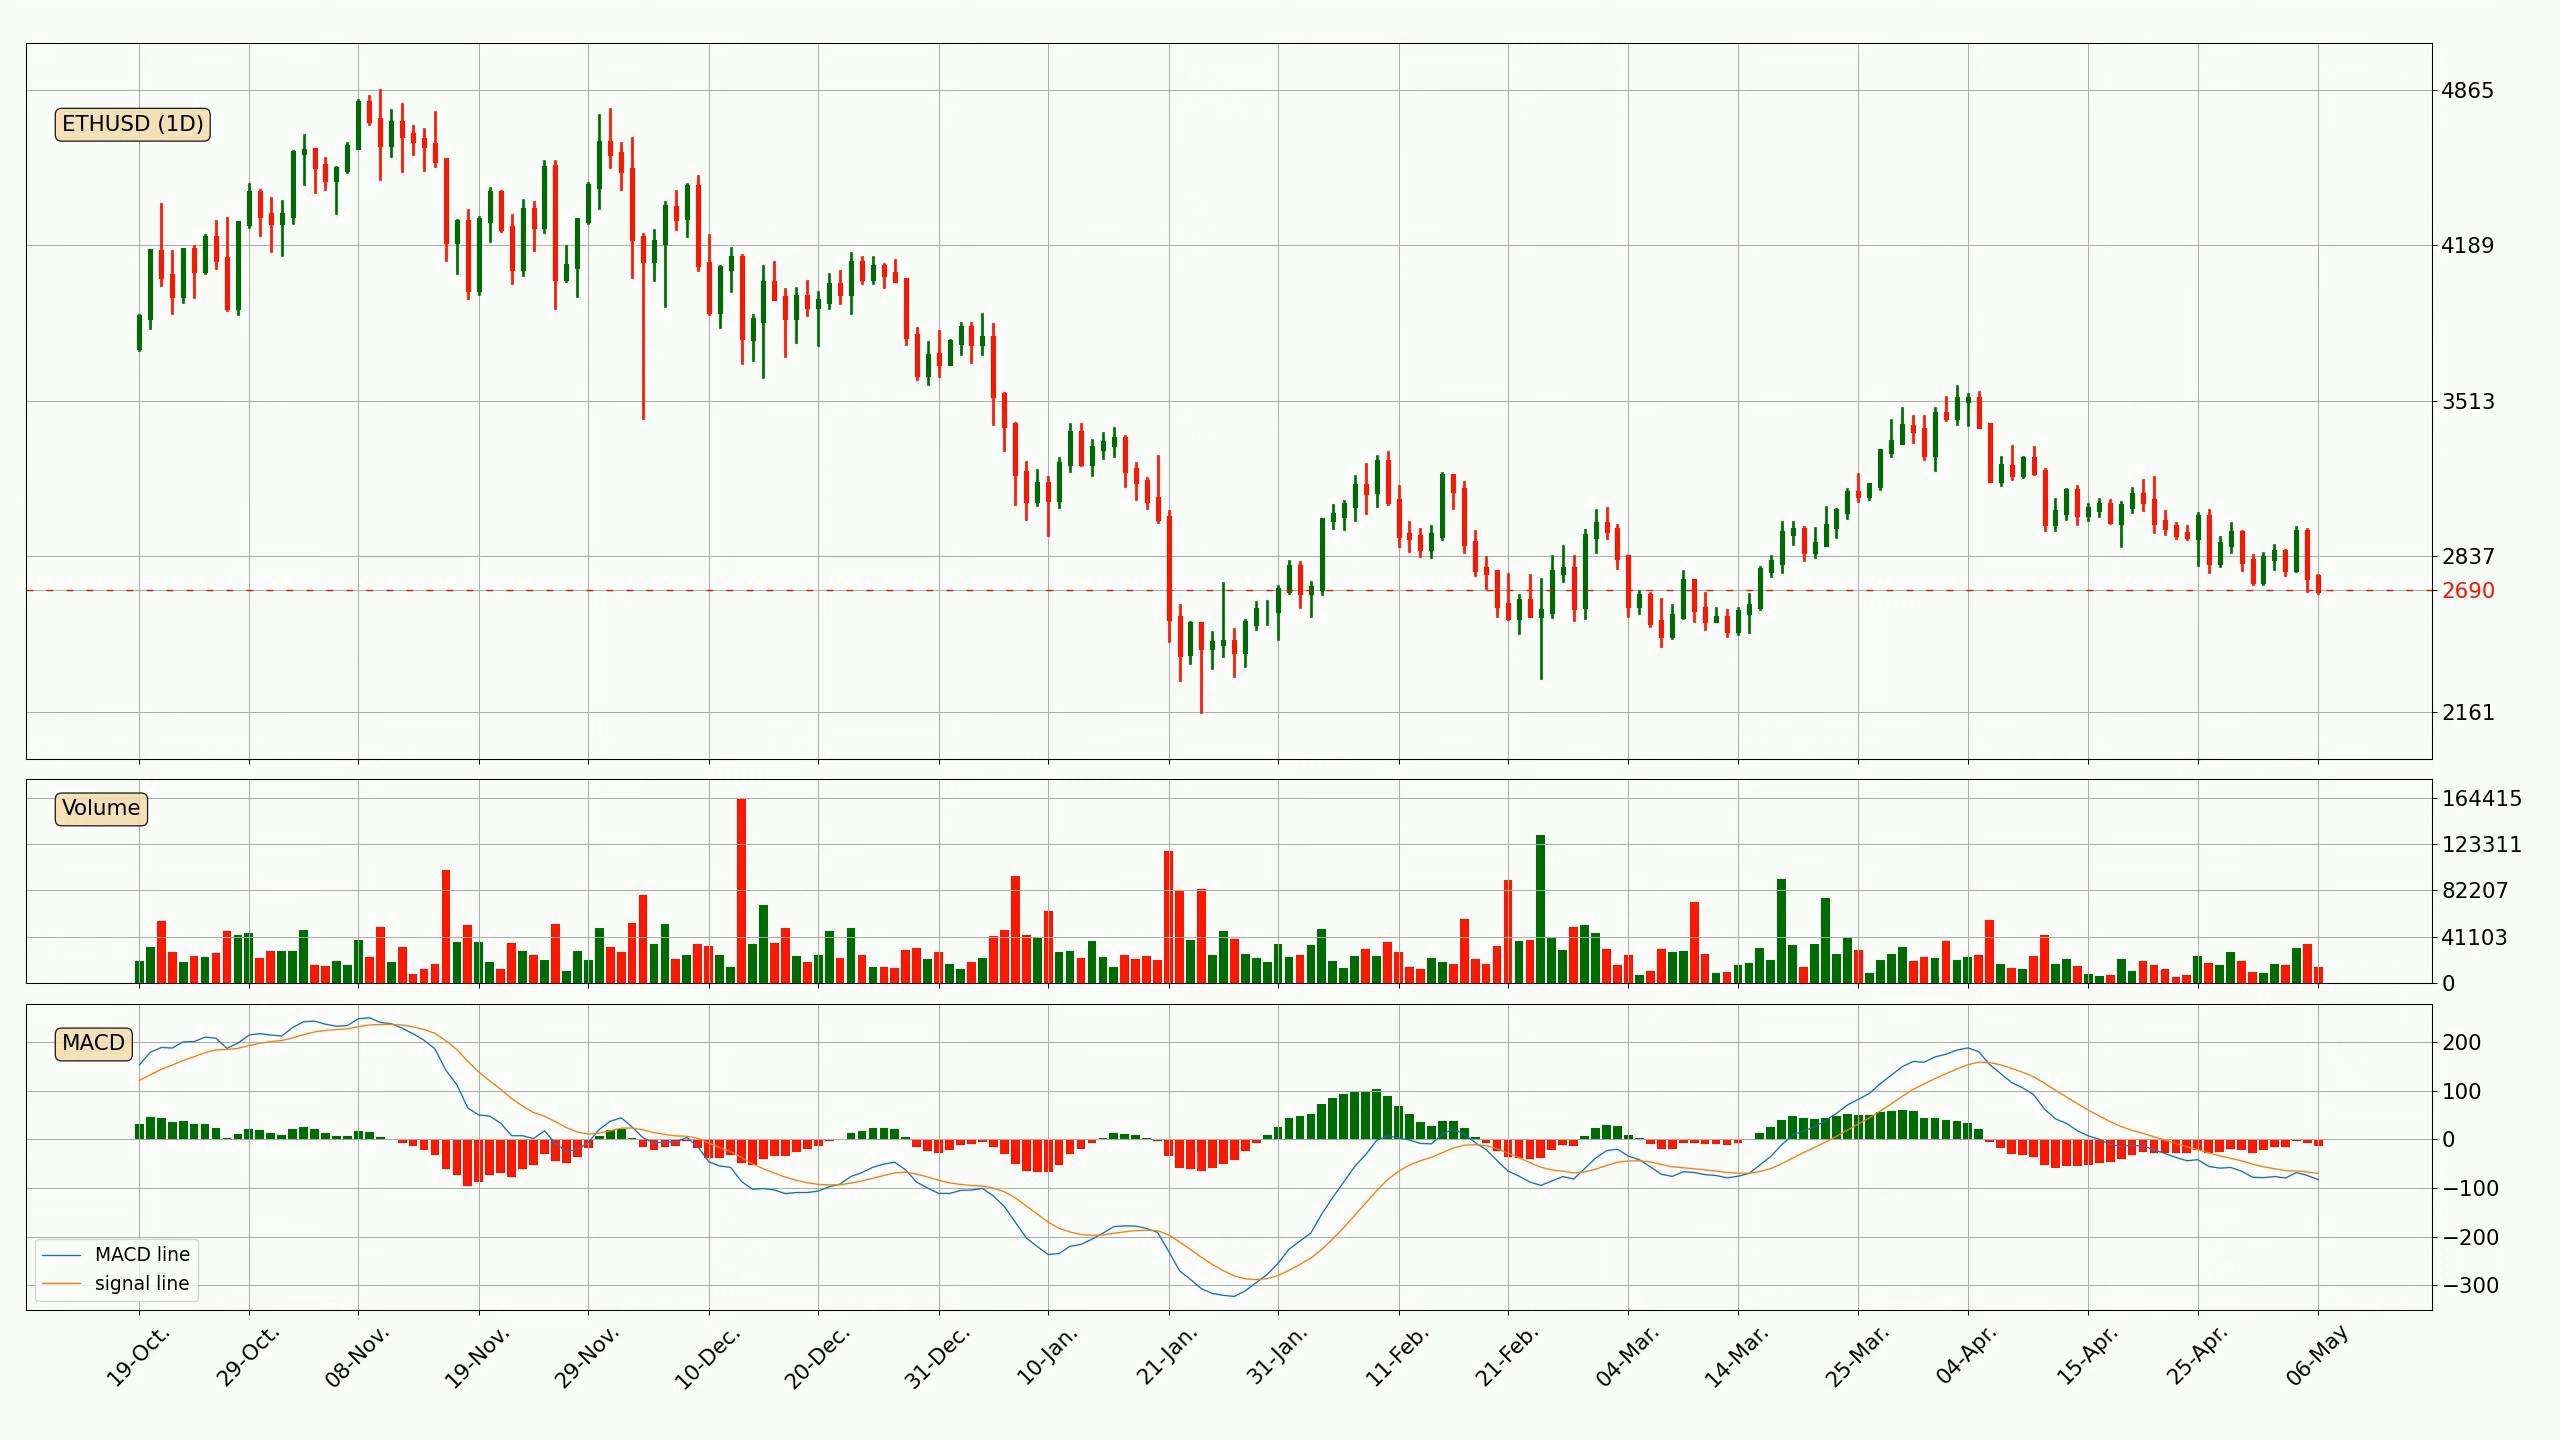 ETHUSD (1D)
4865
4189
3513
2837
2690
2161
Volume
164415
123311
82207
41103
0
MACD
200
100
0
−100
−200
−300
MACD line
signal line
19-Oct.
29-Oct.
08-Nov.
19-Nov.
29-Nov.
10-Dec.
20-Dec.
31-Dec.
10-Jan.
21-Jan.
31-Jan.
11-Feb.
21-Feb.
04-Mar.
14-Mar.
25-Mar.
04-Apr.
15-Apr.
25-Apr.
06-May